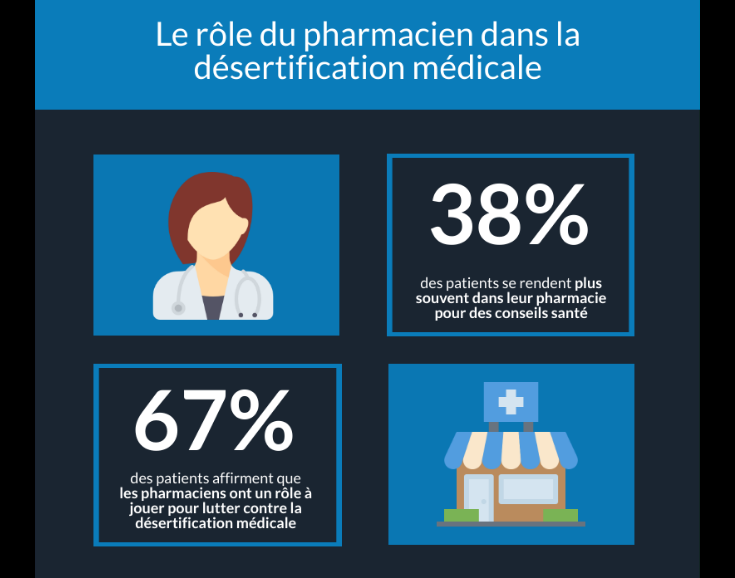 Le rôle du pharmacien dans la
désertification médicale
38%
des patients se rendent plus
souvent dans leur pharmacie
pour des conseils santé
67%
des patients affirment que
les pharmaciens ont un rôle à
jouer pour lutter contre la
désertification médicale